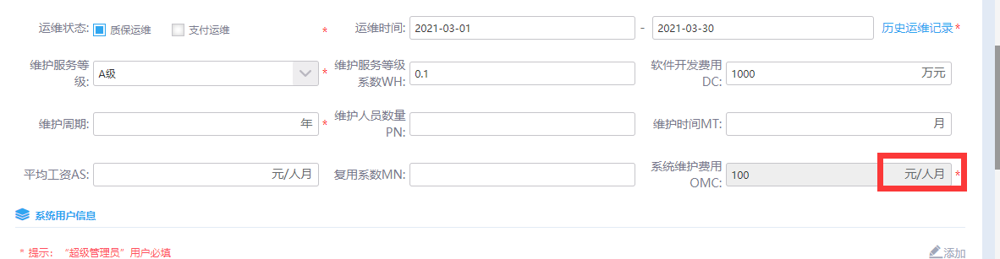 运维状态: 质保运维 支付运维 * 运维时间: 2021-03-01 - 2021-03-30 历史运维记录 *
维护服务等级: A级 * 维护服务等级系数WH: 0.1 软件开发费用DC: 1000 万元
维护周期: 年 * 维护人员数量PN: 维护时间MT: 月
平均工资AS: 元/人月 复用系数MN: 系统维护费用OMC: 100 元/人月 *
系统用户信息
* 提示：“超级管理员”用户必填 添加